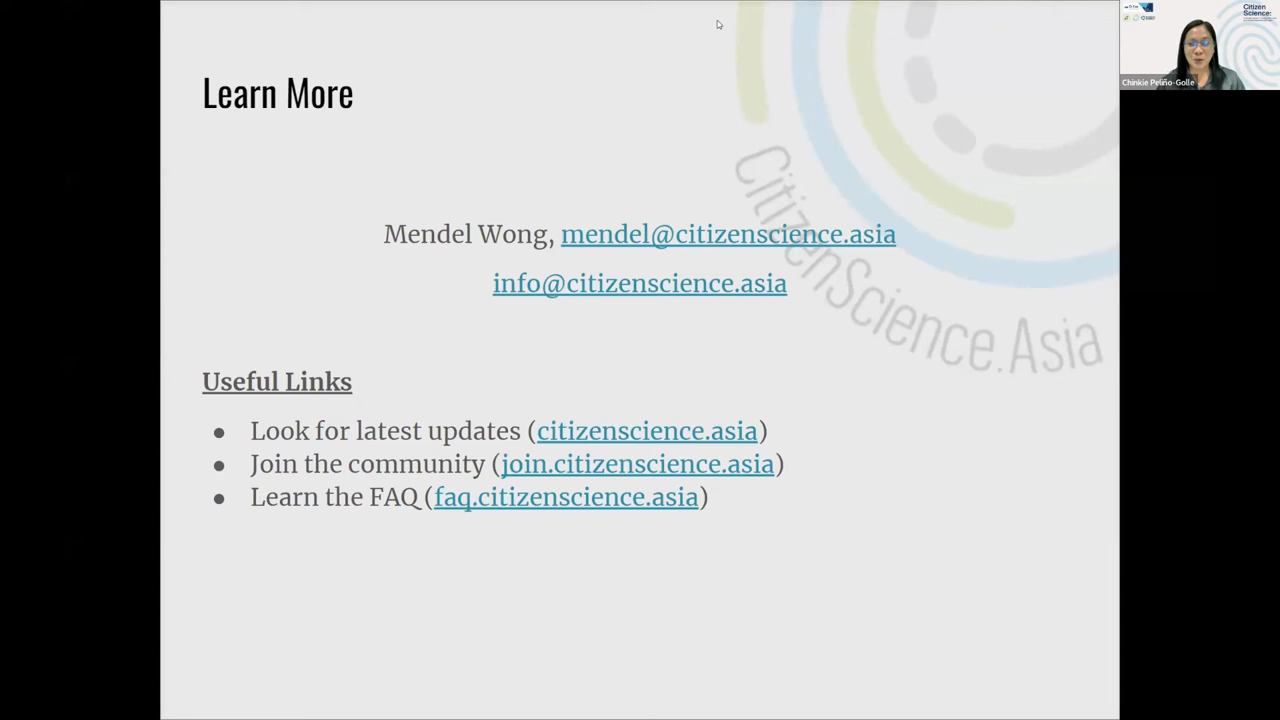 Learn More
Mendel Wong, mendel@citizenscience.asia
info@citizenscience.asia
Useful Links
● Look for latest updates (citizenscience.asia)
● Join the community (join.citizenscience.asia)
● Learn the FAQ (faq.citizenscience.asia)
CitizenScience.Asia
Citizen
Science:
Chinkie Peliño-Golle